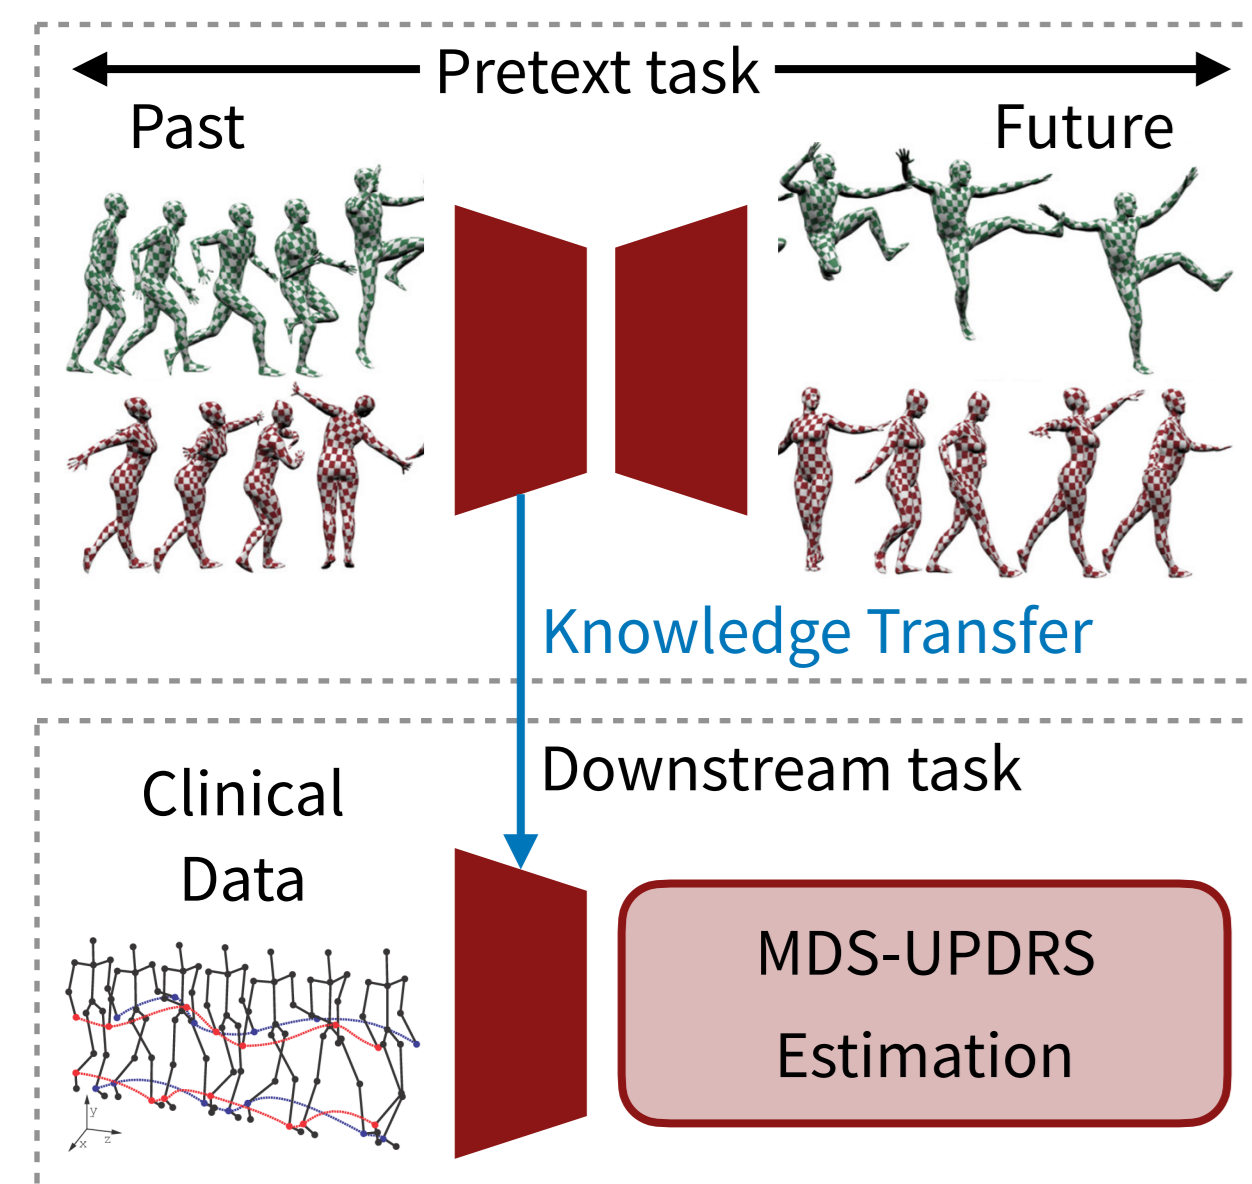 Pretext task
Past
Future
Knowledge Transfer
Downstream task
Clinical
Data
MDS-UPDRS
Estimation
y
x
z